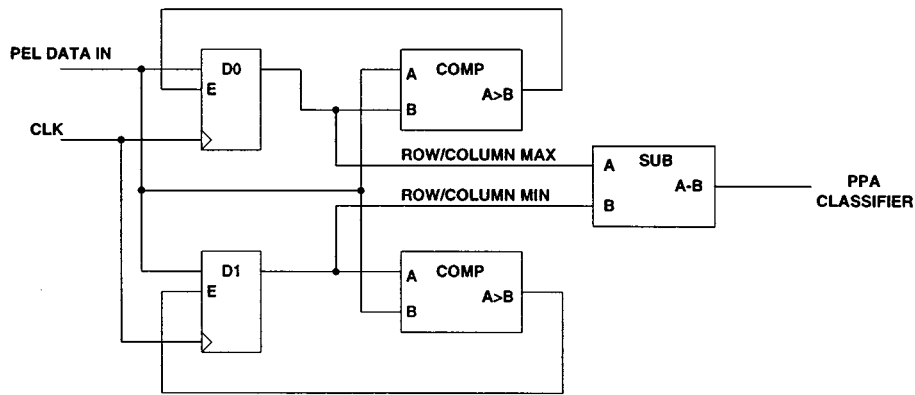 PEL DATA IN
D0
E
COMP
A
A>B
B
CLK
ROW/COLUMN MAX
SUB
A
A-B
PPA
CLASSIFIER
ROW/COLUMN MIN
B
D1
E
COMP
A
A>B
B